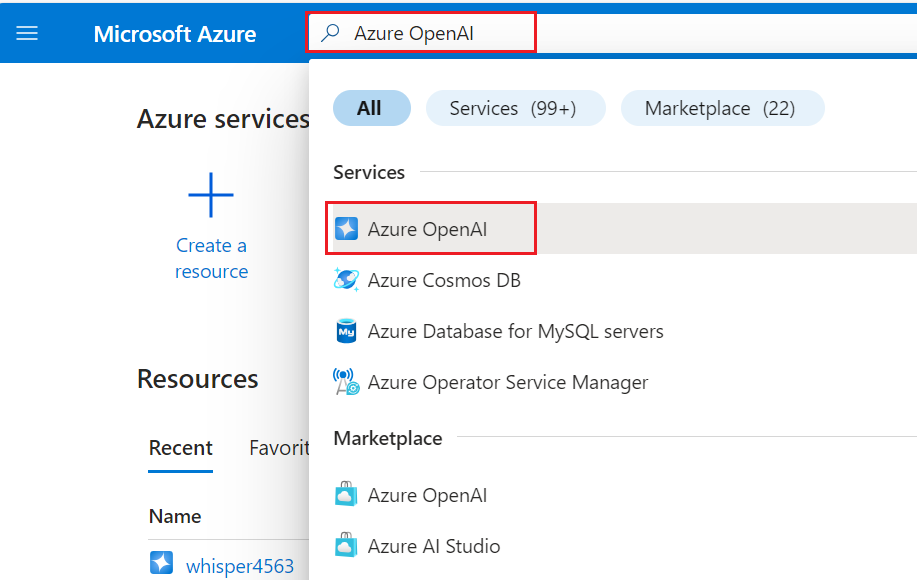 Microsoft Azure
Azure OpenAI
All
Services (99+)
Marketplace (22)
Azure services
Create a
resource
Services
Azure OpenAI
Azure Cosmos DB
My
Azure Database for MySQL servers
Azure Operator Service Manager
Resources
Recent
Favorit
Name
whisper4563
Marketplace
Azure OpenAI
Azure AI Studio